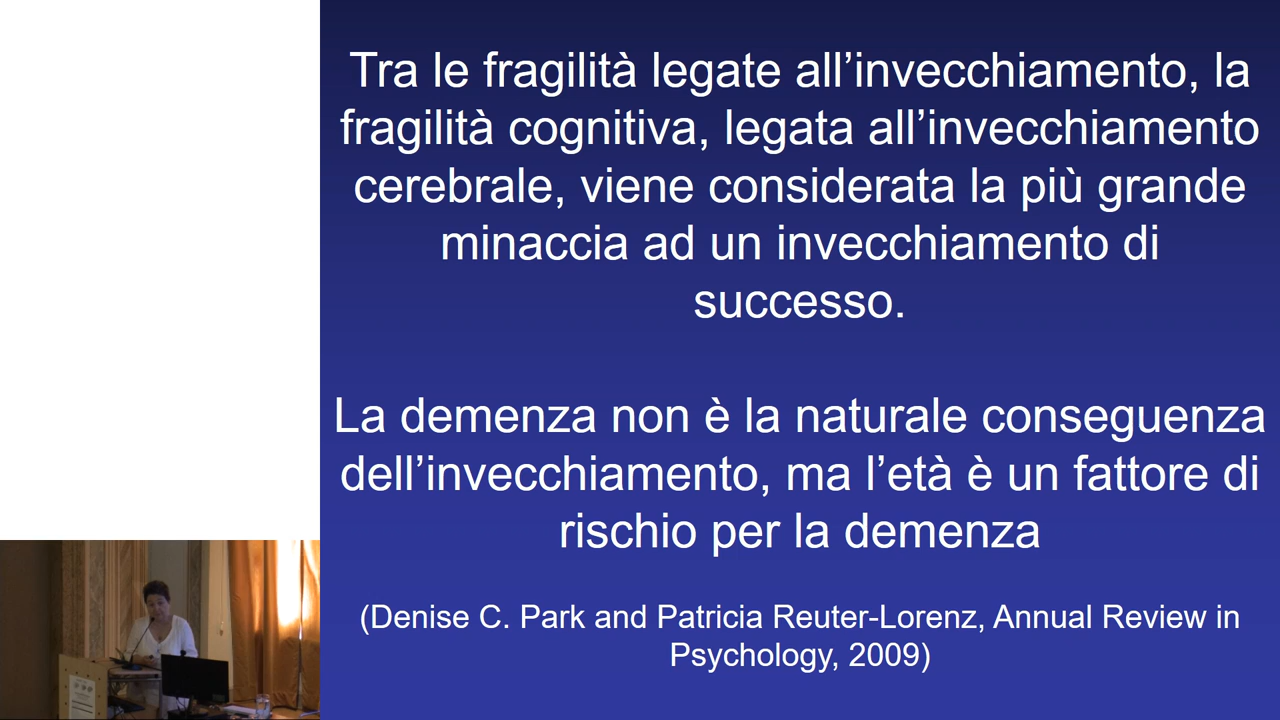 Tra le fragilità legate all’invecchiamento, la
fragilità cognitiva, legata all’invecchiamento
cerebrale, viene considerata la più grande
minaccia ad un invecchiamento di
successo.
La demenza non è la naturale conseguenza
dell’invecchiamento, ma l’età è un fattore di
rischio per la demenza
(Denise C. Park and Patricia Reuter-Lorenz, Annual Review in
Psychology, 2009)